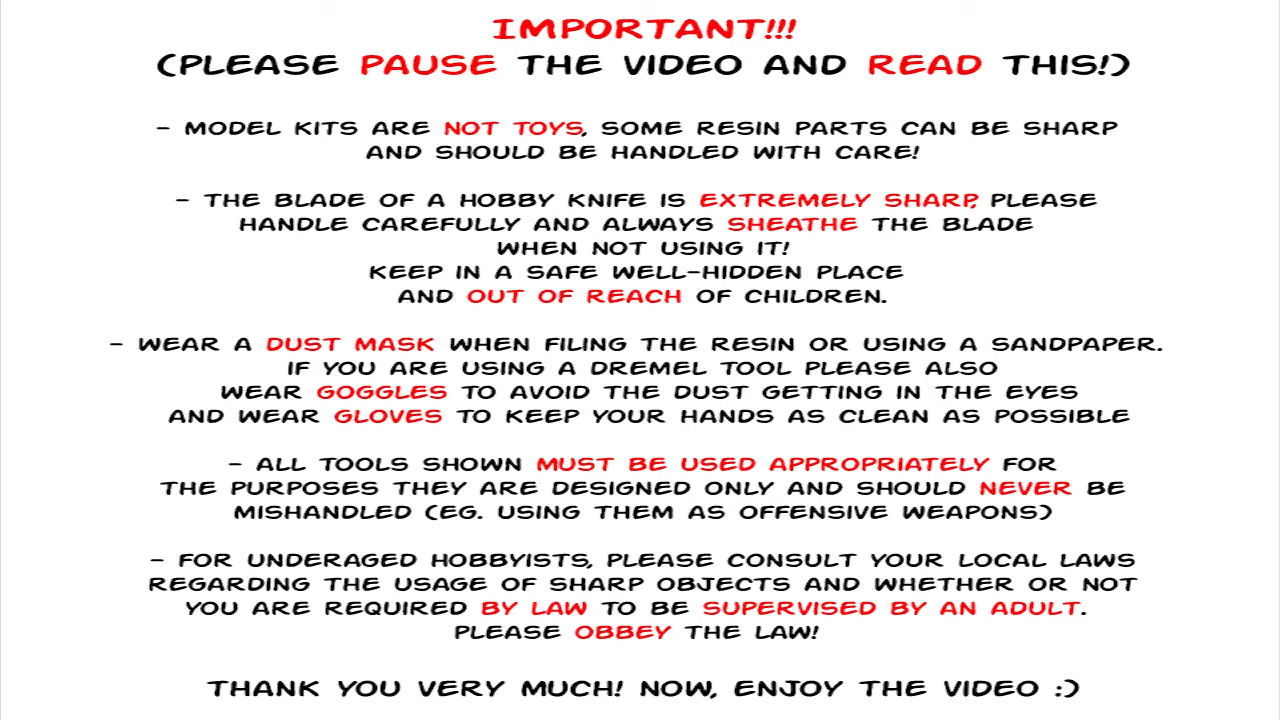 IMPORTANT!!!
(PLEASE PAUSE THE VIDEO AND READ THIS!)
- MODEL KITS ARE NOT TOYS, SOME RESIN PARTS CAN BE SHARP
AND SHOULD BE HANDLED WITH CARE!
- THE BLADE OF A HOBBY KNIFE IS EXTREMELY SHARP, PLEASE
HANDLE CAREFULLY AND ALWAYS SHEATHE THE BLADE
WHEN NOT USING IT!
KEEP IN A SAFE WELL-HIDDEN PLACE
AND OUT OF REACH OF CHILDREN.
- WEAR A DUST MASK WHEN FILING THE RESIN OR USING A SANDPAPER.
IF YOU ARE USING A DREMEL TOOL PLEASE ALSO
WEAR GOGGLES TO AVOID THE DUST GETTING IN THE EYES
AND WEAR GLOVES TO KEEP YOUR HANDS AS CLEAN AS POSSIBLE
- ALL TOOLS SHOWN MUST BE USED APPROPRIATELY FOR
THE PURPOSES THEY ARE DESIGNED ONLY AND SHOULD NEVER BE
MISHANDLED (EG. USING THEM AS OFFENSIVE WEAPONS)
- FOR UNDERAGED HOBBYISTS, PLEASE CONSULT YOUR LOCAL LAWS
REGARDING THE USAGE OF SHARP OBJECTS AND WHETHER OR NOT
YOU ARE REQUIRED BY LAW TO BE SUPERVISED BY AN ADULT.
PLEASE OBBEY THE LAW!
THANK YOU VERY MUCH! NOW, ENJOY THE VIDEO :)